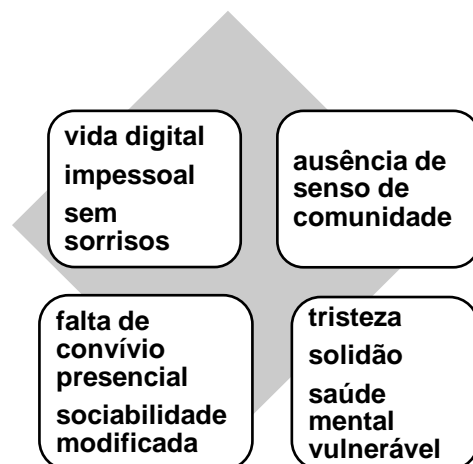 vida digital
impessoal
sem
sorrisos
ausência de
senso de
comunidade
falta de
convívio
presencial
sociabilidade
modificada
tristeza
solidão
saúde
mental
vulnerável